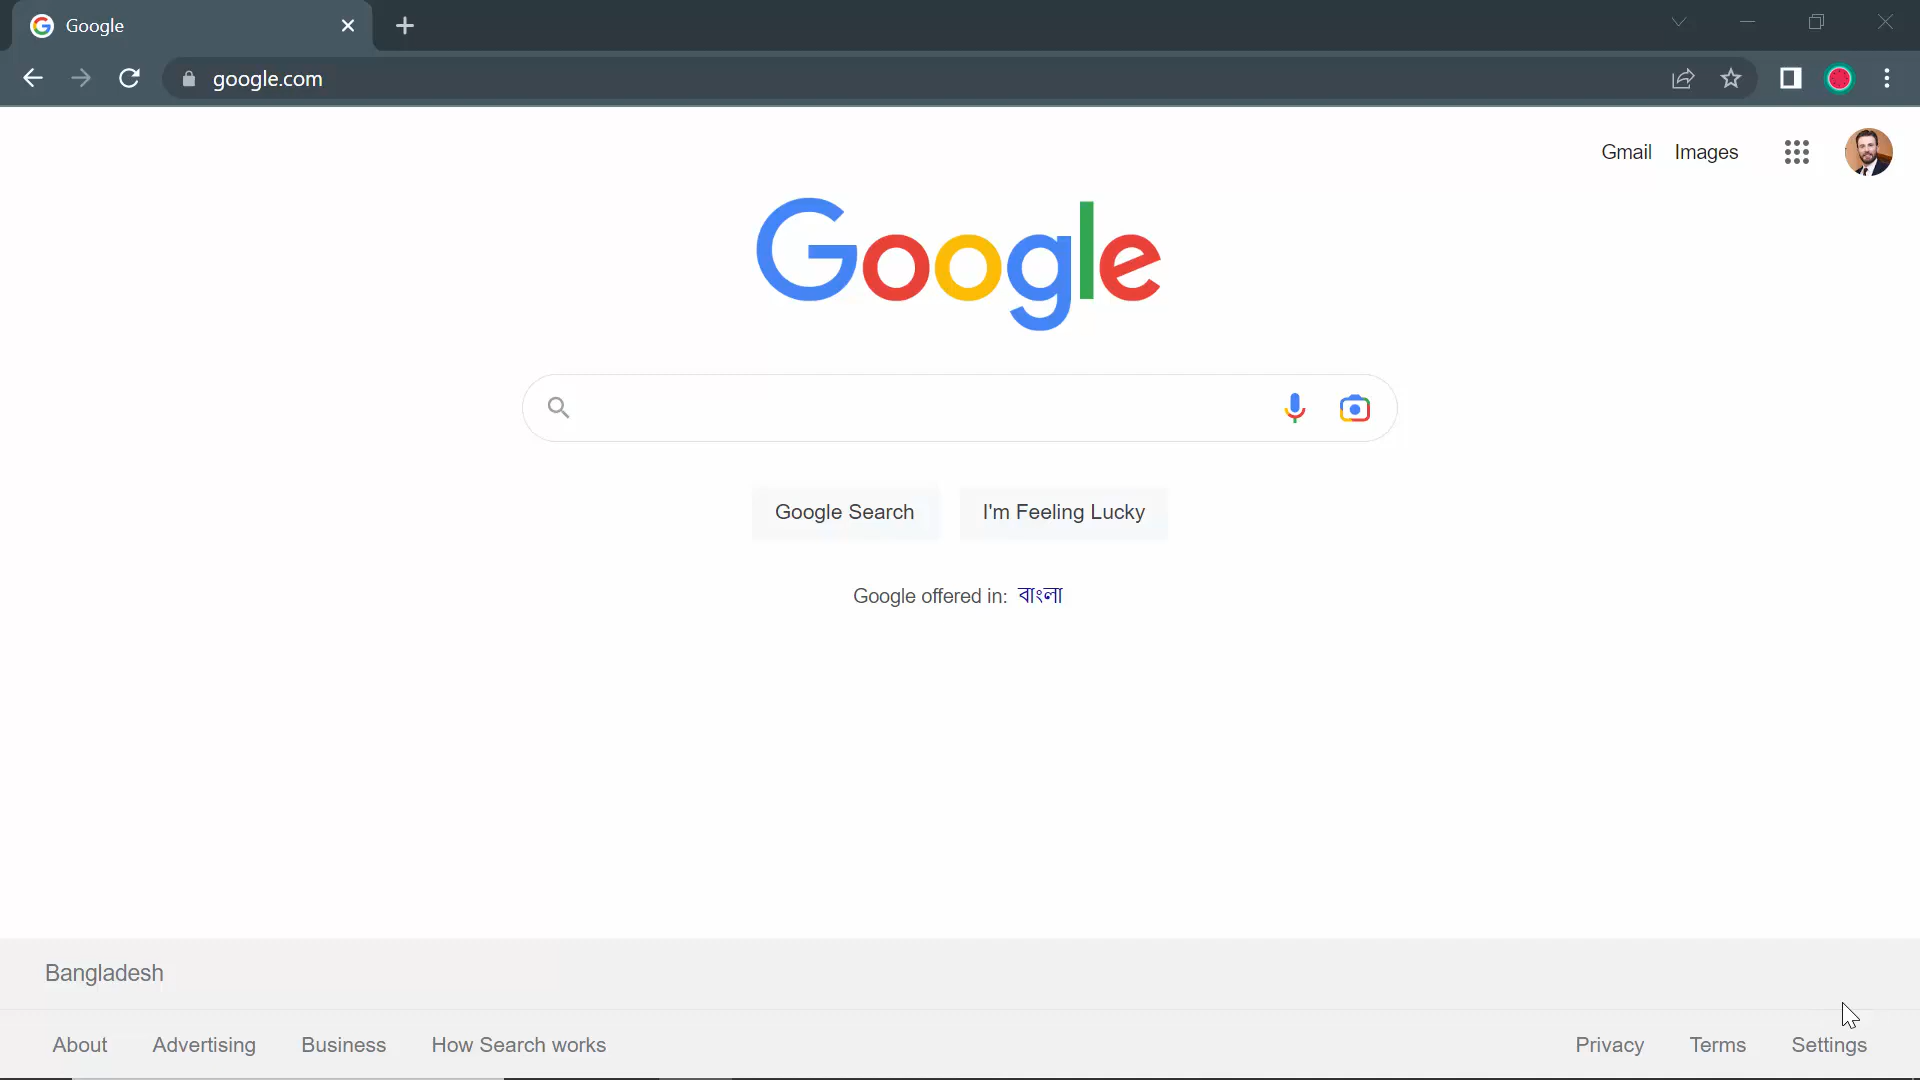 Google
google.com
Gmail Images
Google
Google Search I'm Feeling Lucky
Google offered in: বাংলা
Bangladesh
About Advertising Business How Search works Privacy Terms Settings